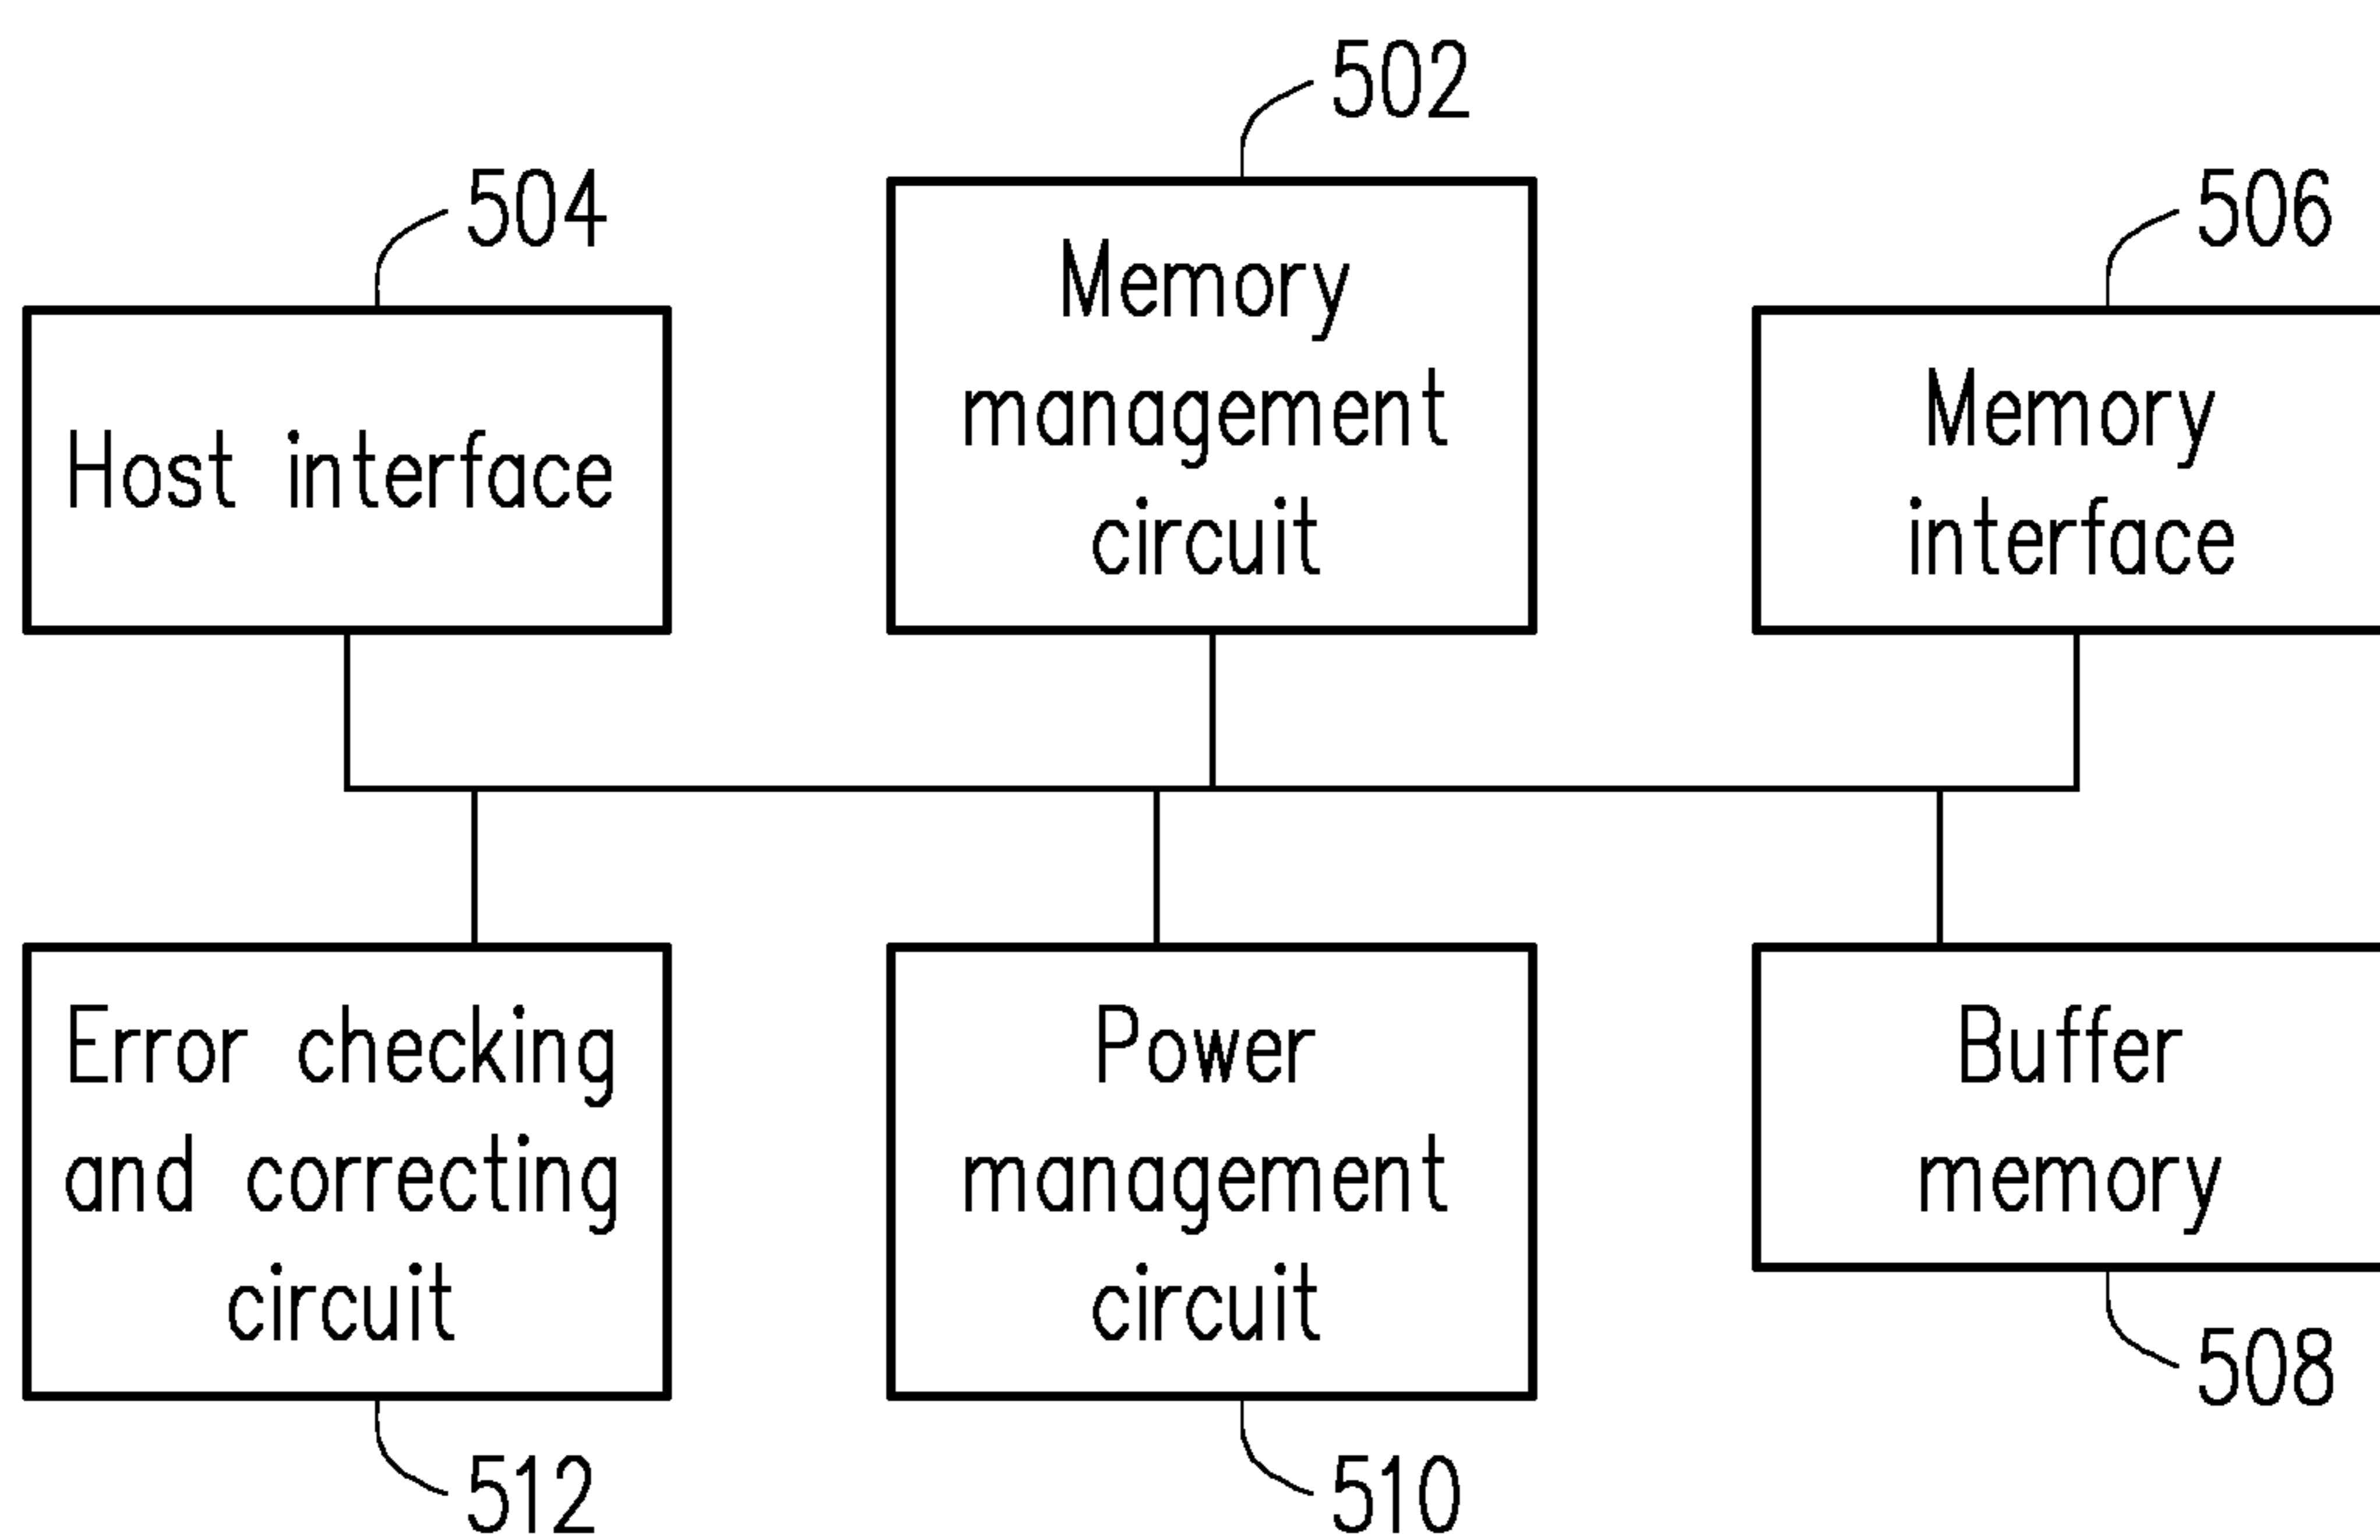 502
504
506
Memory
management
circuit
Host interface
Memory
interface
Error checking
and correcting
circuit
Power
management
circuit
Buffer
memory
508
512
510